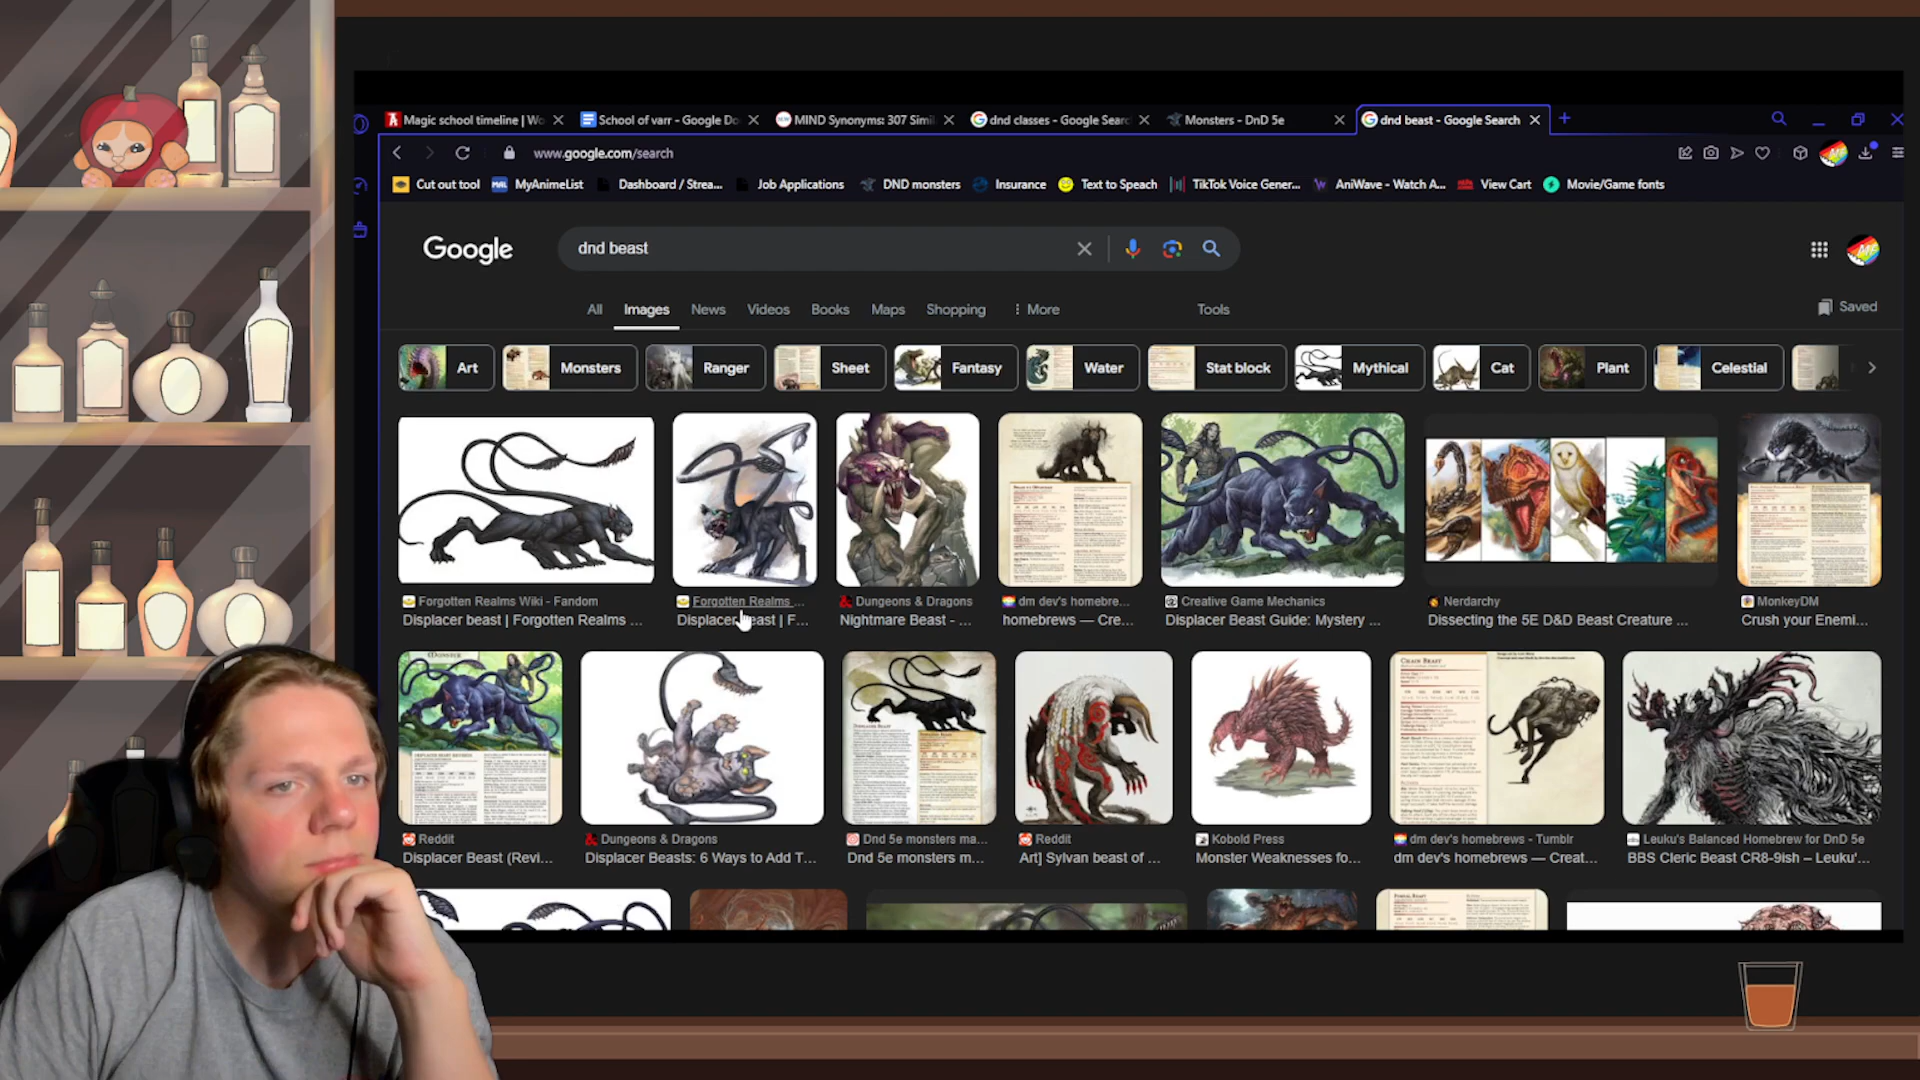 Magic school timeline | Wo
School of varr - Google Do
MIND Synonyms: 307 Simil
dnd classes - Google Searc
Monsters - DnD 5e
dnd beast - Google Search
www.google.com/search
Cut out tool
MyAnimeList
Dashboard / Strea...
Job Applications
DND monsters
Insurance
Text to Speach
TikTok Voice Gener...
AniWave - Watch A...
View Cart
Movie/Game fonts
Google
dnd beast
All
Images
News
Videos
Books
Maps
Shopping
More
Tools
Saved
Art
Monsters
Ranger
Sheet
Fantasy
Water
Stat block
Mythical
Cat
Plant
Celestial
Forgotten Realms Wiki - Fandom
Displacer beast | Forgotten Realms ...
Forgotten Realms ...
Displacer beast | F...
Dungeons & Dragons
Nightmare Beast - ...
dm dev's homebre...
homebrews — Cre...
Creative Game Mechanics
Displacer Beast Guide: Mystery ...
Nerdarchy
Dissecting the 5E D&D Beast Creature ...
MonkeyDM
Crush your Enemi...
Reddit
Displacer Beast (Revi...
Dungeons & Dragons
Displacer Beasts: 6 Ways to Add T...
Dnd 5e monsters ma...
Dnd 5e monsters m...
Reddit
Art] Sylvan beast of ...
Kobold Press
Monster Weaknesses fo...
Chain Beast
dm dev's homebrews - Tumblr
dm dev's homebrews — Creat...
Leuku's Balanced Homebrew for DnD 5e
BBS Cleric Beast CR8-9ish – Leuku'...